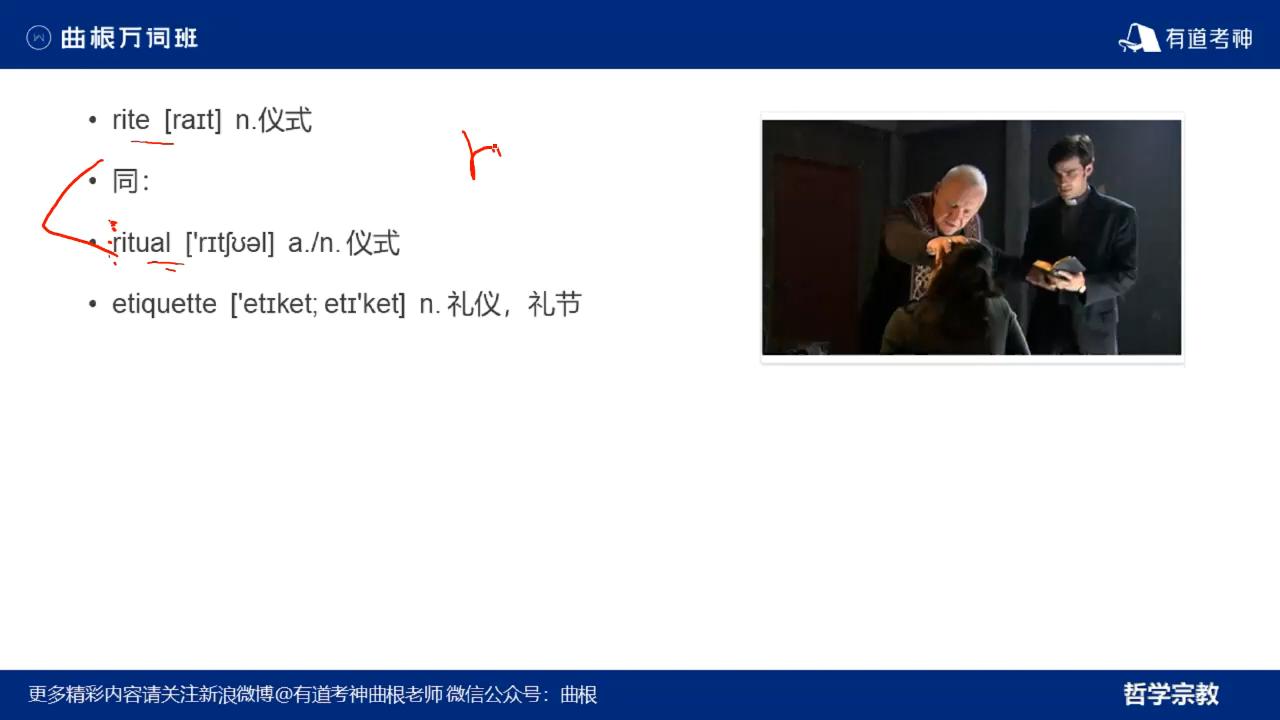 曲根万词班
有道考神
• rite [raɪt] n.仪式
• 同：
• ritual ['rɪtʃʊəl] a./n. 仪式
• etiquette ['etɪket; etɪ'ket] n. 礼仪，礼节
r
更多精彩内容请关注新浪微博@有道考神曲根老师 微信公众号：曲根
哲学宗教